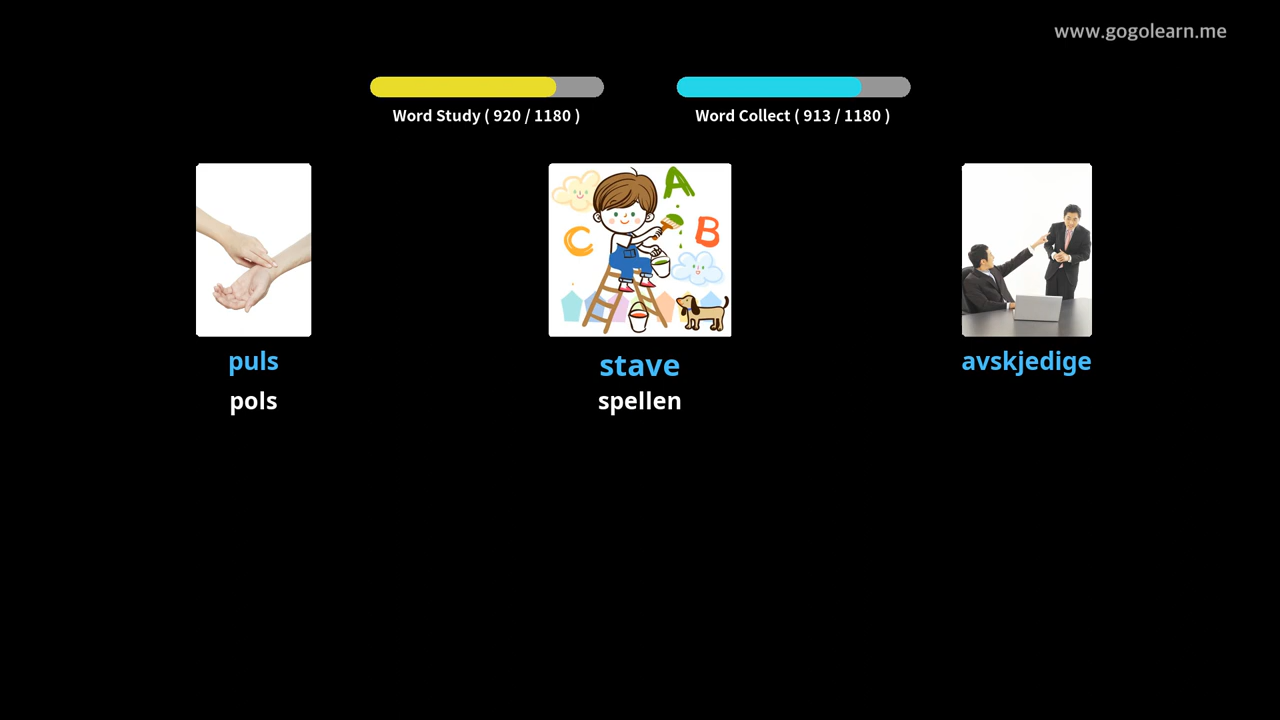 www.gogolearn.me
Word Study ( 920 / 1180 )
Word Collect ( 913 / 1180 )
A
B
C
puls
stave
avskjedige
pols
spellen